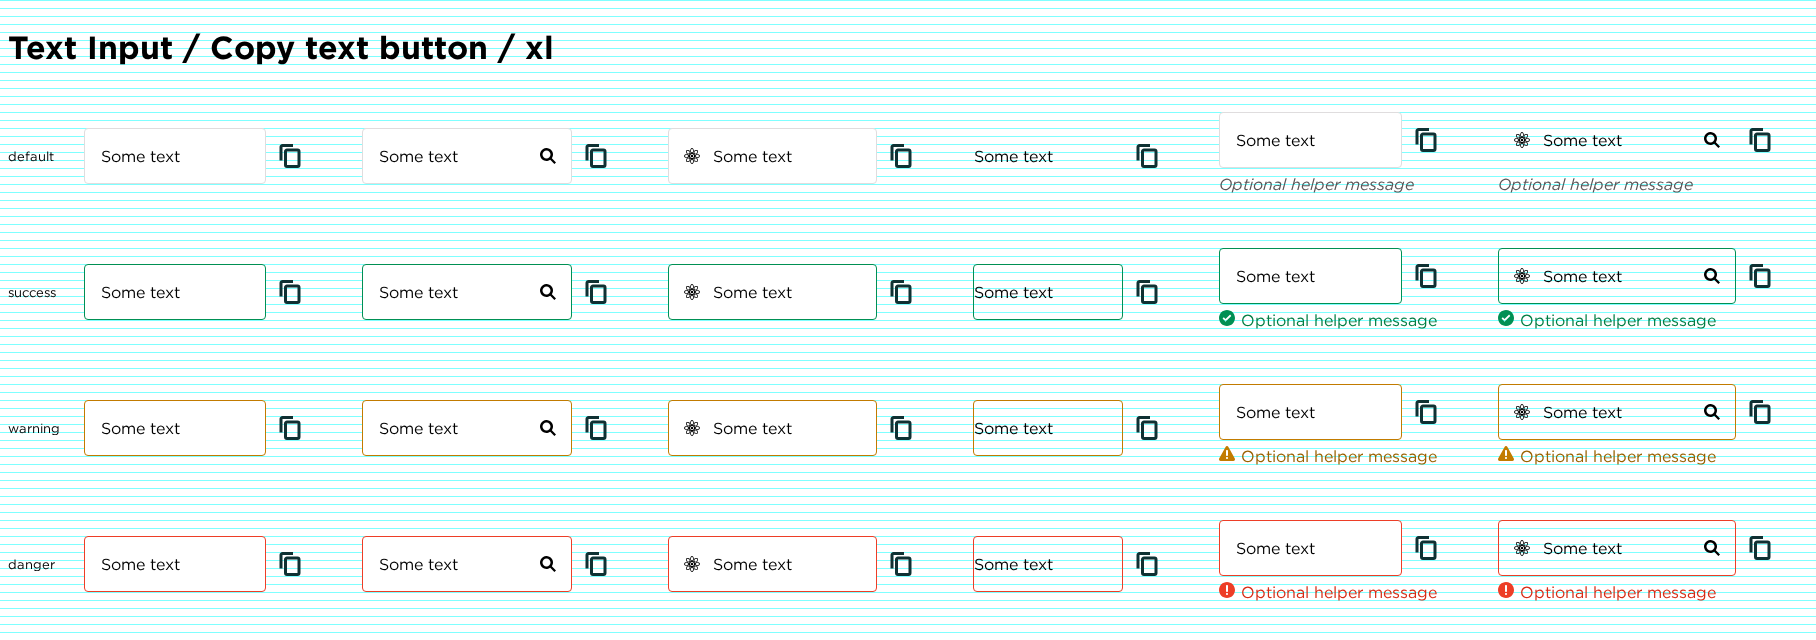 Text Input / Copy text button / xl
default Some text Some text Some text Some text Some text Some text
Optional helper message Optional helper message
success Some text Some text Some text Some text Some text Some text
Optional helper message Optional helper message
warning Some text Some text Some text Some text Some text Some text
Optional helper message Optional helper message
danger Some text Some text Some text Some text Some text Some text
Optional helper message Optional helper message